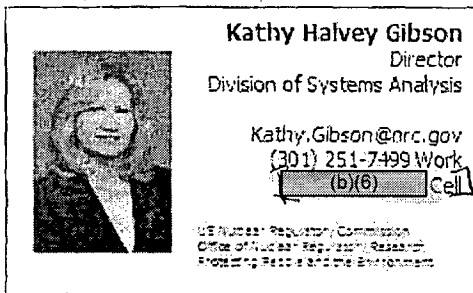 Kathy Halvey Gibson
Director
Division of Systems Analysis
Kathy.Gibson@nrc.gov
(301) 251-7499 Work
(b)(6) Cell
US Nuclear Regulatory Commission
Office of Nuclear Regulatory Research
Protecting People and the Environment